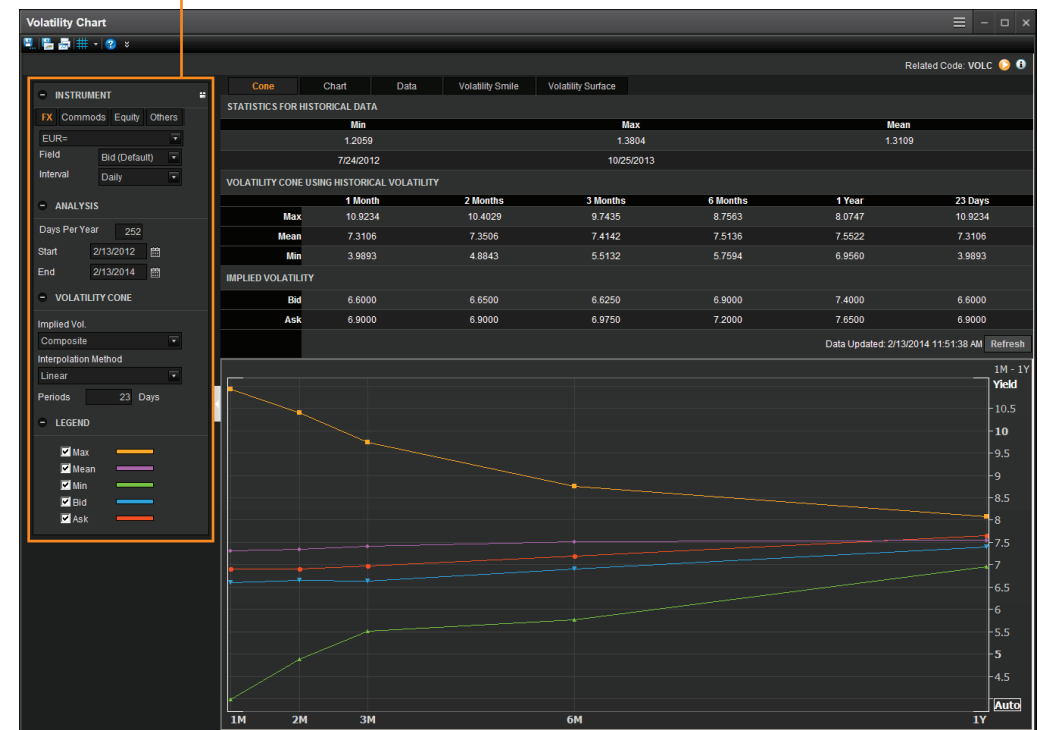 Volatility Chart
Related Code: VOLC
INSTRUMENT
FX Commods Equity Others
EUR=
Field Bid (Default)
Interval Daily
ANALYSIS
Days Per Year 252
Start 2/13/2012
End 2/13/2014
VOLATILITY CONE
Implied Vol.
Composite
Interpolation Method
Linear
Periods 23 Days
LEGEND
Max
Mean
Min
Bid
Ask
Cone Chart Data Volatility Smile Volatility Surface
STATISTICS FOR HISTORICAL DATA
Min Max Mean
1.2059 1.3804 1.3109
7/24/2012 10/25/2013
VOLATILITY CONE USING HISTORICAL VOLATILITY
1 Month 2 Months 3 Months 6 Months 1 Year 23 Days
Max 10.9234 10.4029 9.7435 8.7563 8.0747 10.9234
Mean 7.3106 7.3506 7.4142 7.5136 7.5522 7.3106
Min 3.9893 4.8843 5.5132 5.7594 6.9560 3.9893
IMPLIED VOLATILITY
Bid 6.6000 6.6500 6.6250 6.9000 7.4000 6.6000
Ask 6.9000 6.9000 6.9750 7.2000 7.6500 6.9000
Data Updated: 2/13/2014 11:51:38 AM Refresh
1M - 1Y
Yield
10.5
10
9.5
9
8.5
8
7.5
7
6.5
6
5.5
5
4.5
Auto
1M 2M 3M 6M 1Y